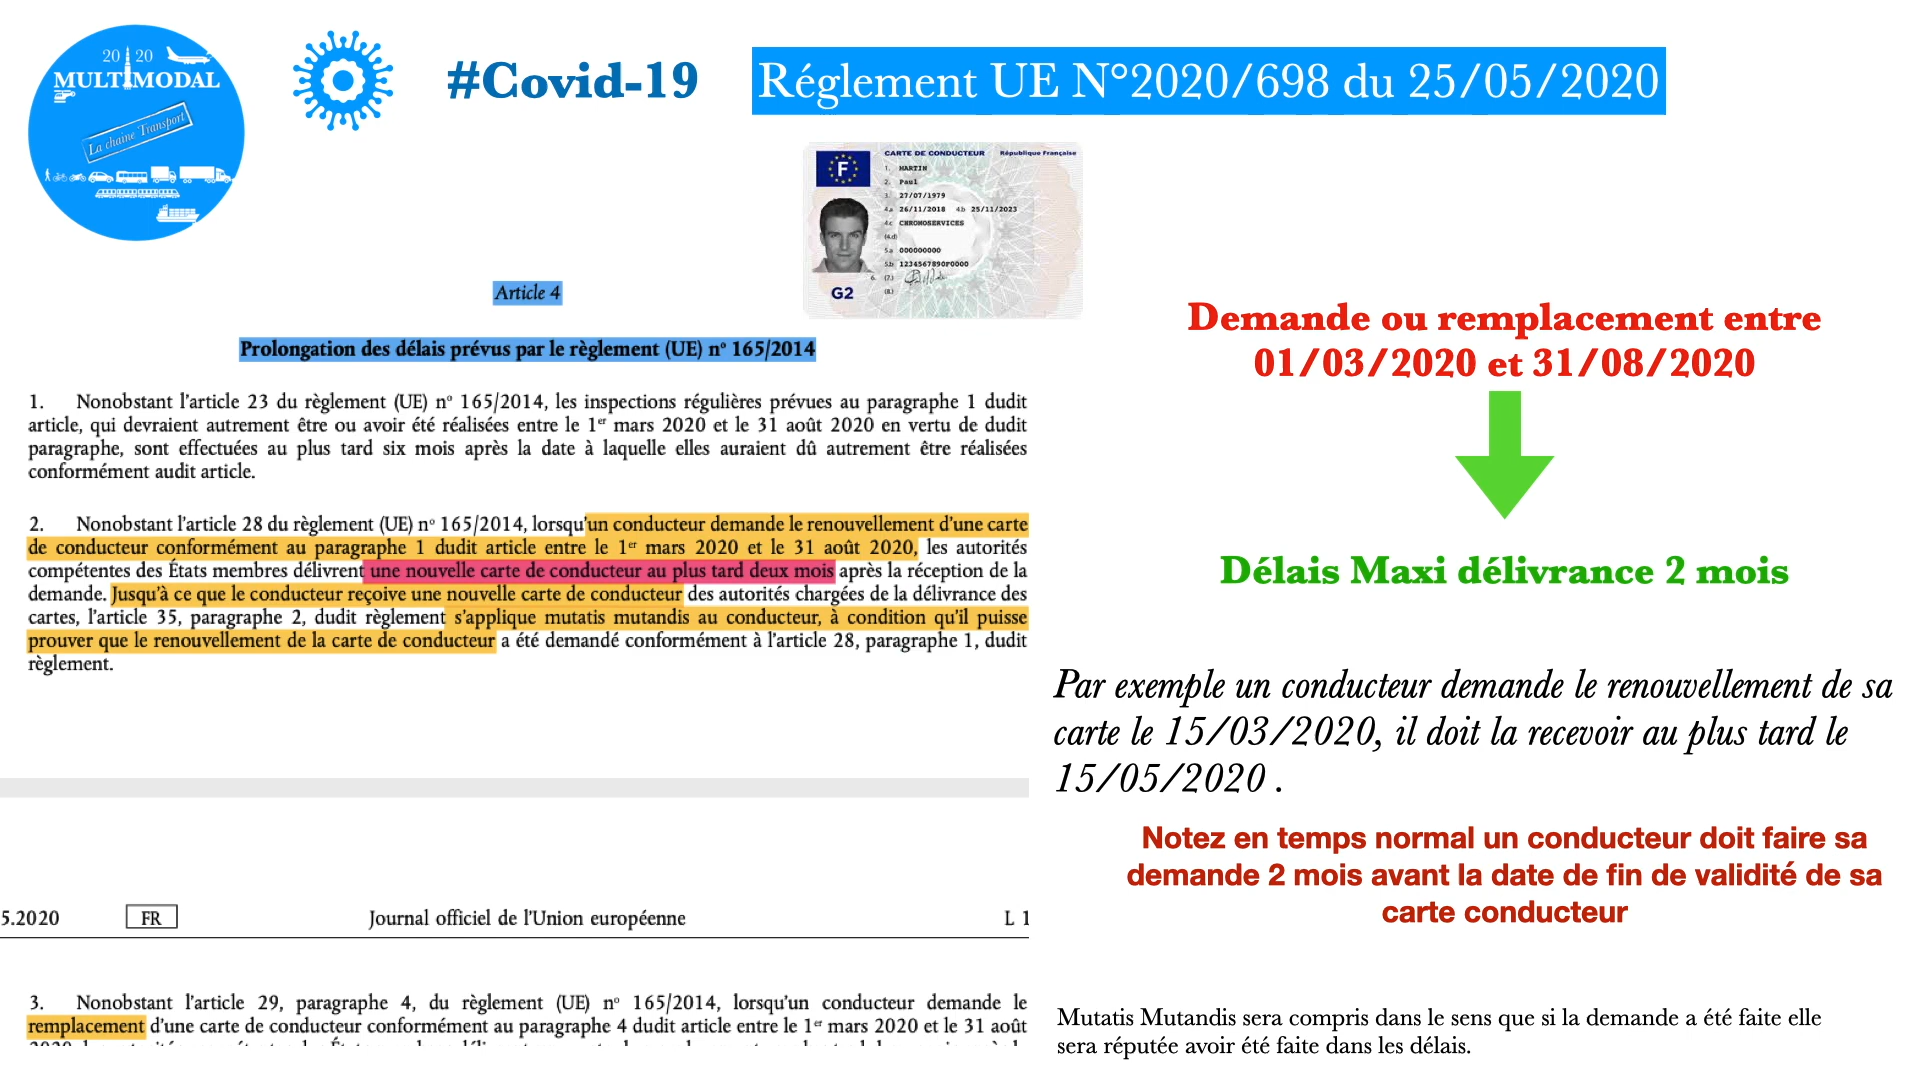 20 20
MULTIMODAL
La chaine Transport
#Covid-19
Réglement UE N°2020/698 du 25/05/2020
F
CARTE DE CONDUCTEUR République Française
1. MARTIN
2. Paul
3. 27/07/1979
4.a 26/11/2018 4.b 25/11/2023
4.c CHRONOSERVICES
(4.d)
5.a 000000000
5.b 1234567890F0000
6. (7.)
(8.)
G2
Article 4
Prolongation des délais prévus par le règlement (UE) nº 165/2014
1. Nonobstant l'article 23 du règlement (UE) nº 165/2014, les inspections régulières prévues au paragraphe 1 dudit
article, qui devraient autrement être ou avoir été réalisées entre le 1er mars 2020 et le 31 août 2020 en vertu de dudit
paragraphe, sont effectuées au plus tard six mois après la date à laquelle elles auraient dû autrement être réalisées
conformément audit article.
2. Nonobstant l'article 28 du règlement (UE) nº 165/2014, lorsqu'un conducteur demande le renouvellement d'une carte
de conducteur conformément au paragraphe 1 dudit article entre le 1er mars 2020 et le 31 août 2020, les autorités
compétentes des États membres délivrent une nouvelle carte de conducteur au plus tard deux mois après la réception de la
demande. Jusqu'à ce que le conducteur reçoive une nouvelle carte de conducteur des autorités chargées de la délivrance des
cartes, l'article 35, paragraphe 2, dudit règlement s'applique mutatis mutandis au conducteur, à condition qu'il puisse
prouver que le renouvellement de la carte de conducteur a été demandé conformément à l'article 28, paragraphe 1, dudit
règlement.
5.2020 FR Journal officiel de l'Union européenne L 1
3. Nonobstant l'article 29, paragraphe 4, du règlement (UE) nº 165/2014, lorsqu'un conducteur demande le
remplacement d'une carte de conducteur conformément au paragraphe 4 dudit article entre le 1er mars 2020 et le 31 août
Demande ou remplacement entre
01/03/2020 et 31/08/2020
Délais Maxi délivrance 2 mois
Par exemple un conducteur demande le renouvellement de sa
carte le 15/03/2020, il doit la recevoir au plus tard le
15/05/2020 .
Notez en temps normal un conducteur doit faire sa
demande 2 mois avant la date de fin de validité de sa
carte conducteur
Mutatis Mutandis sera compris dans le sens que si la demande a été faite elle
sera réputée avoir été faite dans les délais.